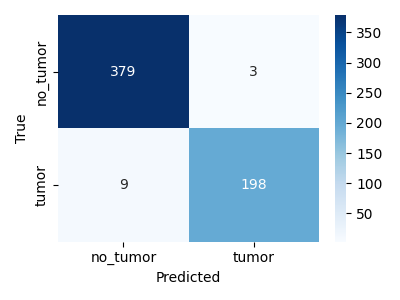 no_tumor 379 3 350
300
250
True 200
150
tumor 9 198 100
50
no_tumor tumor
Predicted